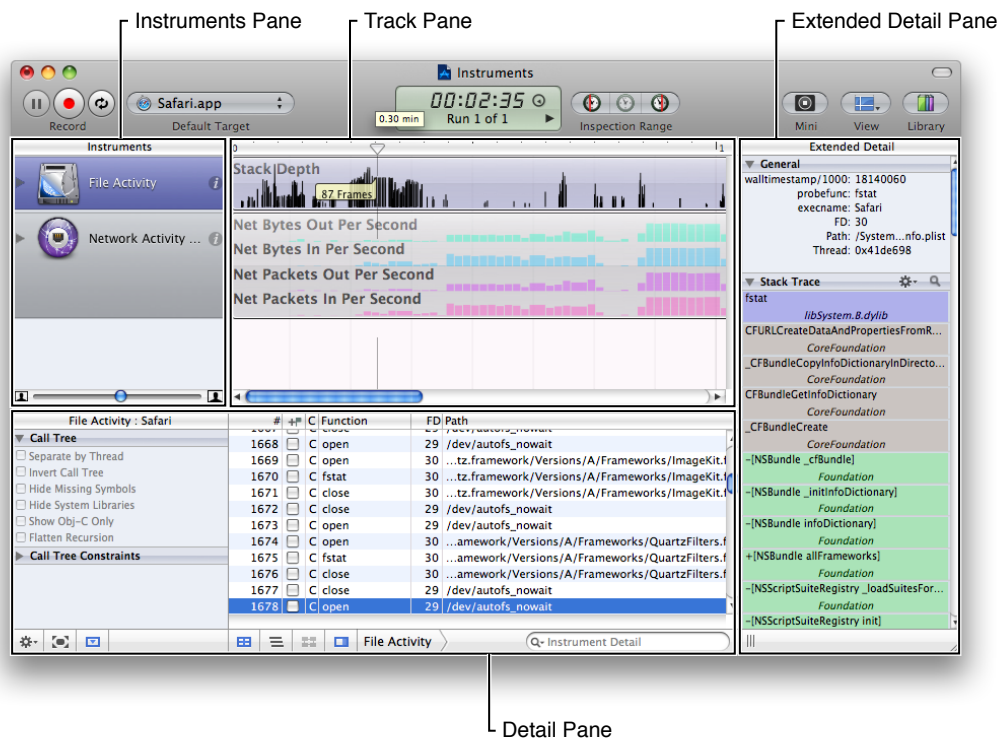 Instruments Pane
Track Pane
Extended Detail Pane
Instruments
Safari.app
00:02:35
Run 1 of 1
0.30 min
Record
Default Target
Inspection Range
Mini
View
Library
Instruments
0
1
Extended Detail
File Activity
Network Activity ...
Stack Depth
87 Frames
Net Bytes Out Per Second
Net Bytes In Per Second
Net Packets Out Per Second
Net Packets In Per Second
General
walltimestamp/1000: 18140060
probefunc: fstat
execname: Safari
FD: 30
Path: /System...nfo.plist
Thread: 0x41de698
Stack Trace
fstat
libSystem.B.dylib
CFURLCreateDataAndPropertiesFromR...
CoreFoundation
_CFBundleCopyInfoDictionaryInDirecto...
CoreFoundation
CFBundleGetInfoDictionary
CoreFoundation
_CFBundleCreate
CoreFoundation
-[NSBundle _cfBundle]
Foundation
-[NSBundle _initInfoDictionary]
Foundation
-[NSBundle infoDictionary]
Foundation
+[NSBundle allFrameworks]
Foundation
-[NSScriptSuiteRegistry _loadSuitesFor...
Foundation
-[NSScriptSuiteRegistry init]
File Activity : Safari
Call Tree
Separate by Thread
Invert Call Tree
Hide Missing Symbols
Hide System Libraries
Show Obj-C Only
Flatten Recursion
Call Tree Constraints
# C Function FD Path
1667 C close 29 /dev/autofs_nowait
1668 C open 29 /dev/autofs_nowait
1669 C open 30 ...tz.framework/Versions/A/Frameworks/ImageKit.f
1670 C fstat 30 ...tz.framework/Versions/A/Frameworks/ImageKit.f
1671 C close 30 ...tz.framework/Versions/A/Frameworks/ImageKit.f
1672 C close 29 /dev/autofs_nowait
1673 C open 29 /dev/autofs_nowait
1674 C open 30 ...amework/Versions/A/Frameworks/QuartzFilters.f
1675 C fstat 30 ...amework/Versions/A/Frameworks/QuartzFilters.f
1676 C close 30 ...amework/Versions/A/Frameworks/QuartzFilters.f
1677 C close 29 /dev/autofs_nowait
1678 C open 29 /dev/autofs_nowait
File Activity
Instrument Detail
Detail Pane